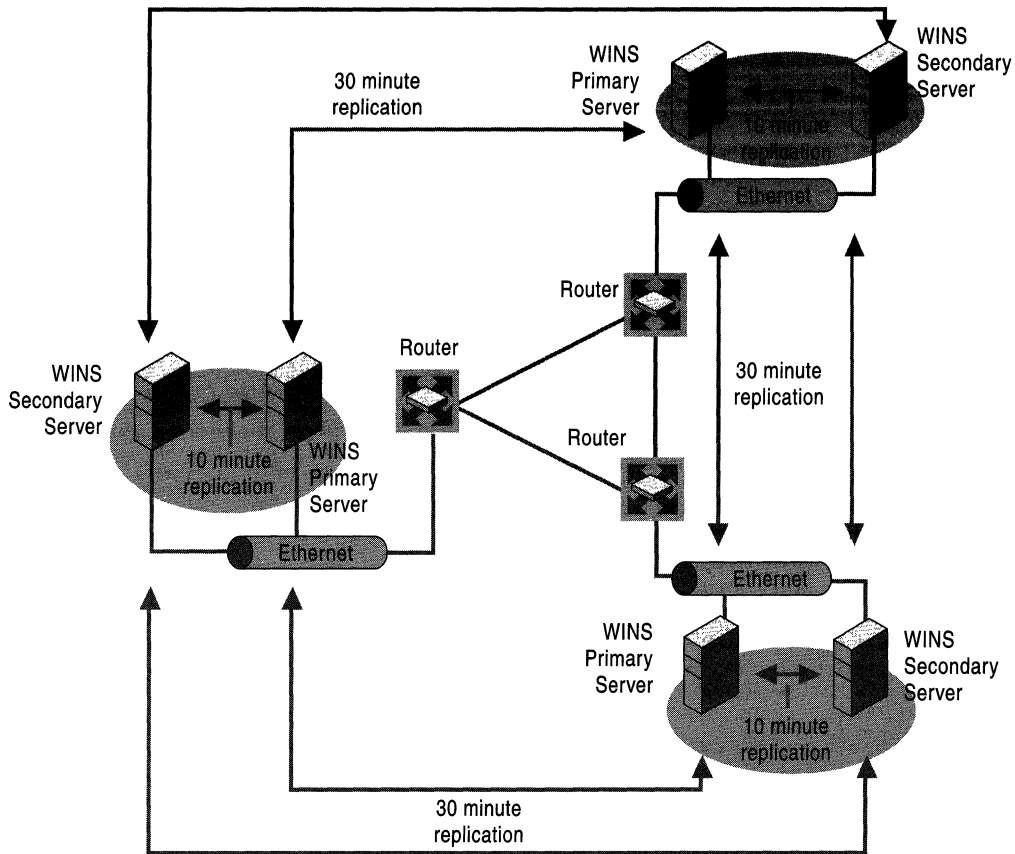 WINS
Primary
Server
WINS
Secondary
Server
30 minute
replication
10 minute
replication
Ethernet
Router
Router
WINS
Secondary
Server
10 minute
replication
WINS
Primary
Server
30 minute
replication
Router
Ethernet
Ethernet
WINS
Primary
Server
WINS
Secondary
Server
10 minute
replication
30 minute
replication